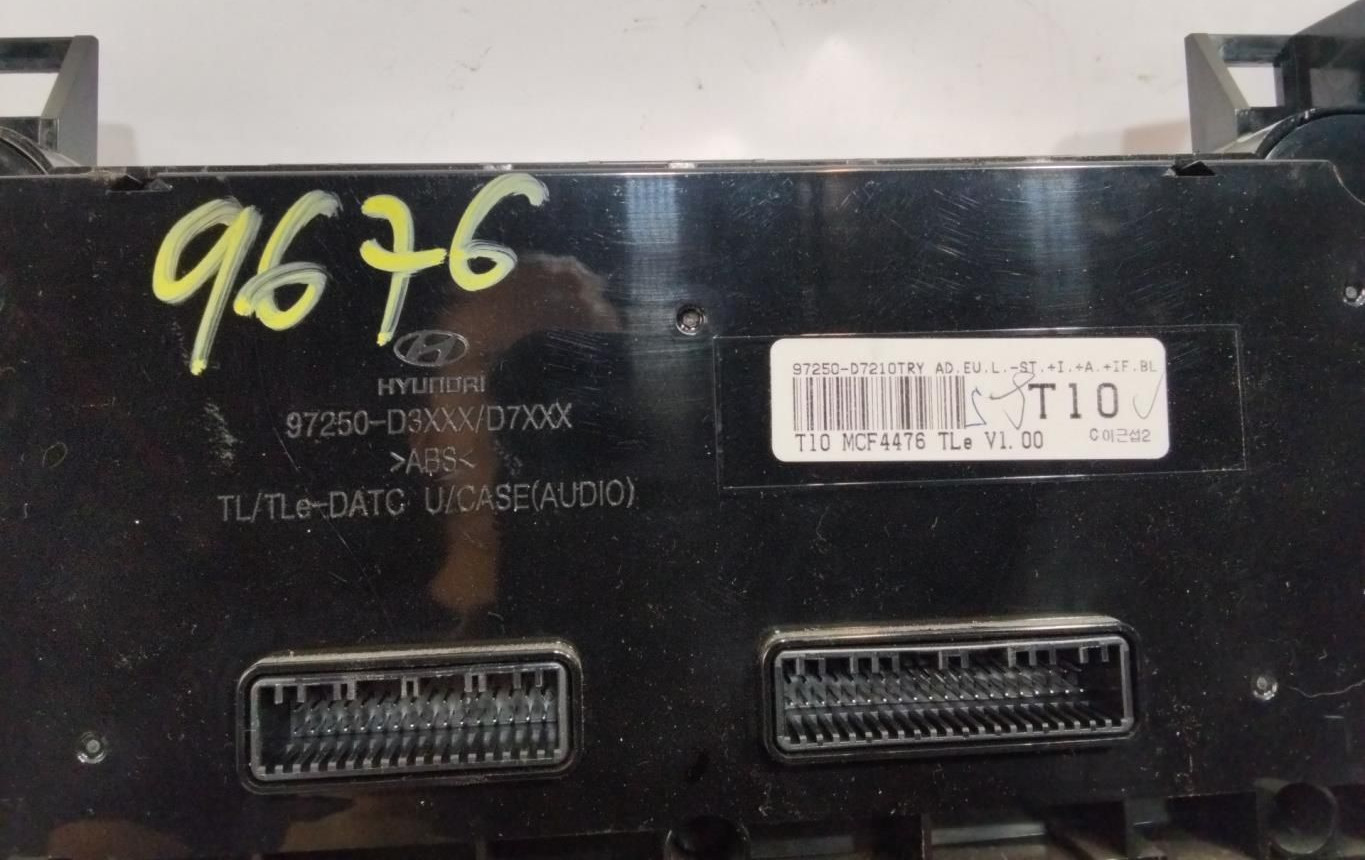 9676
HYUNDAI
97250-D3XXX/D7XXX
>ABS<
TL/TLe-DATC U/CASE(AUDIO)
97250-D7210TRY AD.EU.L.-ST.+I.+A.+IF.BL
T10
T10 MCF4476 TLe V1.00
C이근섭2